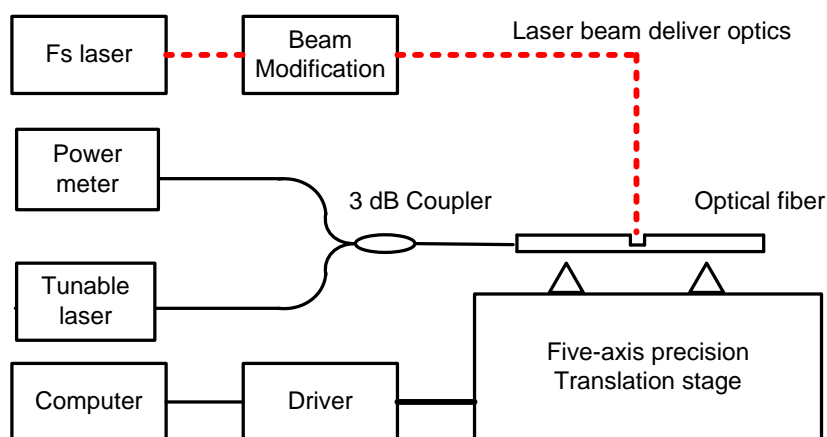 Fs laser
Beam
Modification
Laser beam deliver optics
Power
meter
3 dB Coupler
Optical fiber
Tunable
laser
Five-axis precision
Translation stage
Computer
Driver